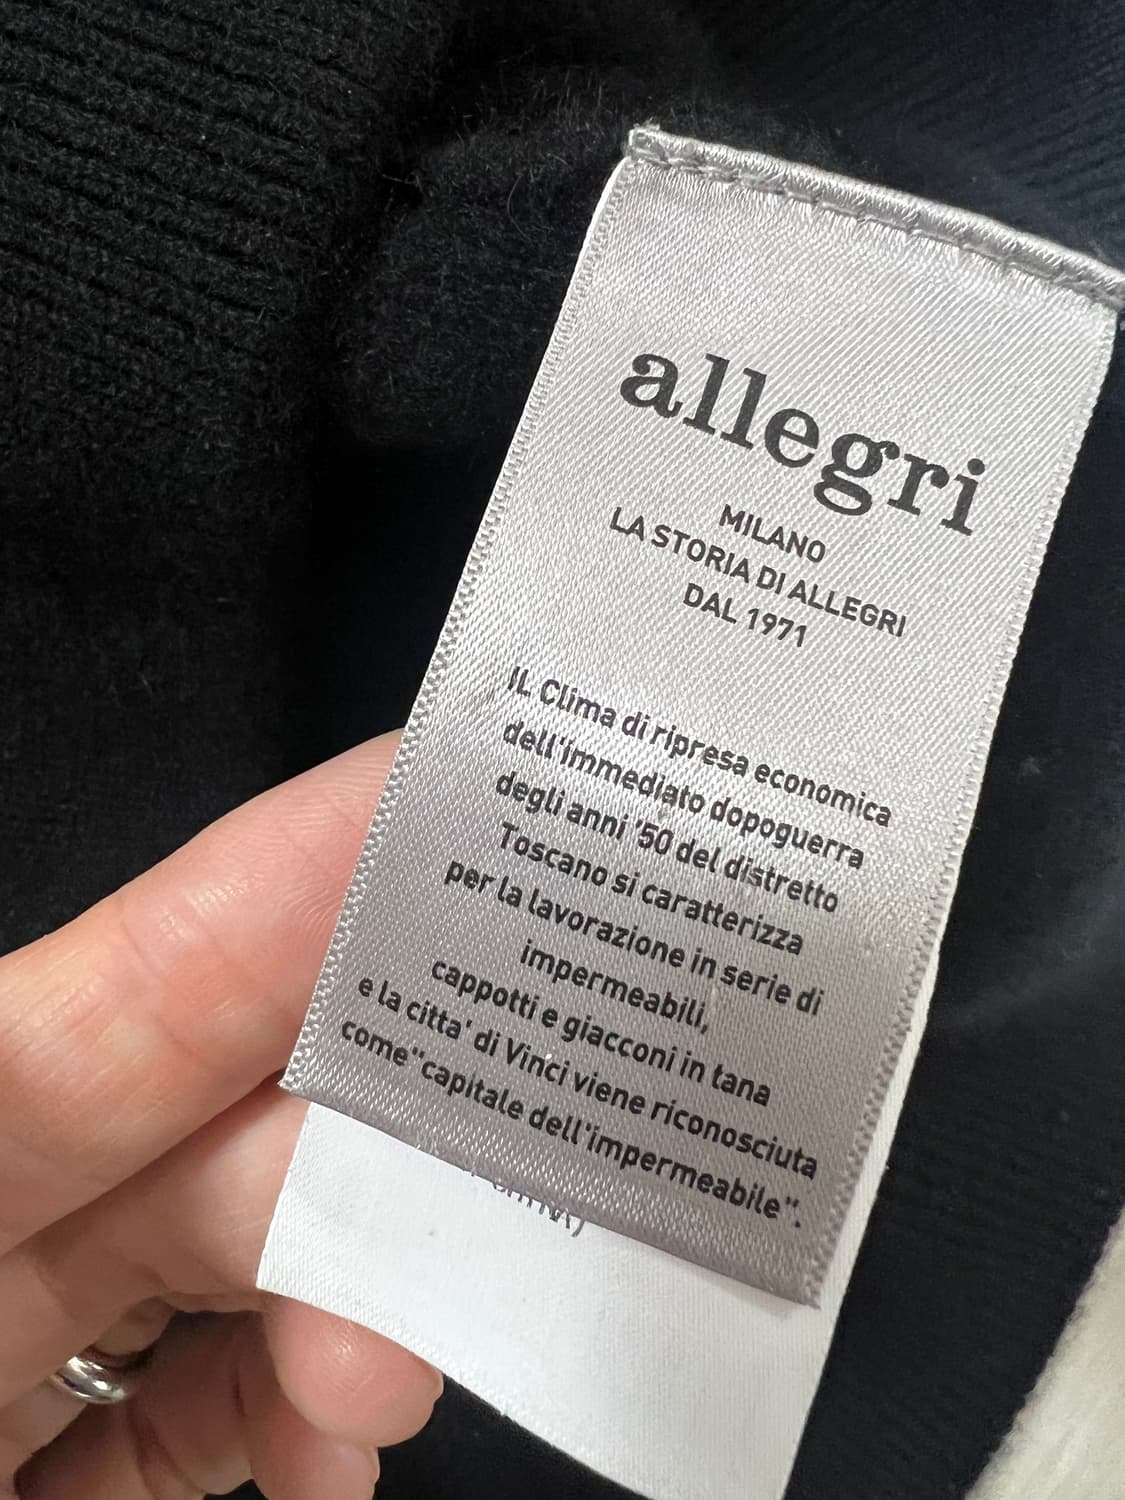 allegri
MILANO
LA STORIA DI ALLEGRI
DAL 1971
IL Clima di ripresa economica
dell'immediato dopoguerra
degli anni '50 del distretto
Toscano si caratterizza
per la lavorazione in serie di
impermeabili,
cappotti e giacconi in tana
e la citta' di Vinci viene riconosciuta
come"capitale dell'impermeabile".